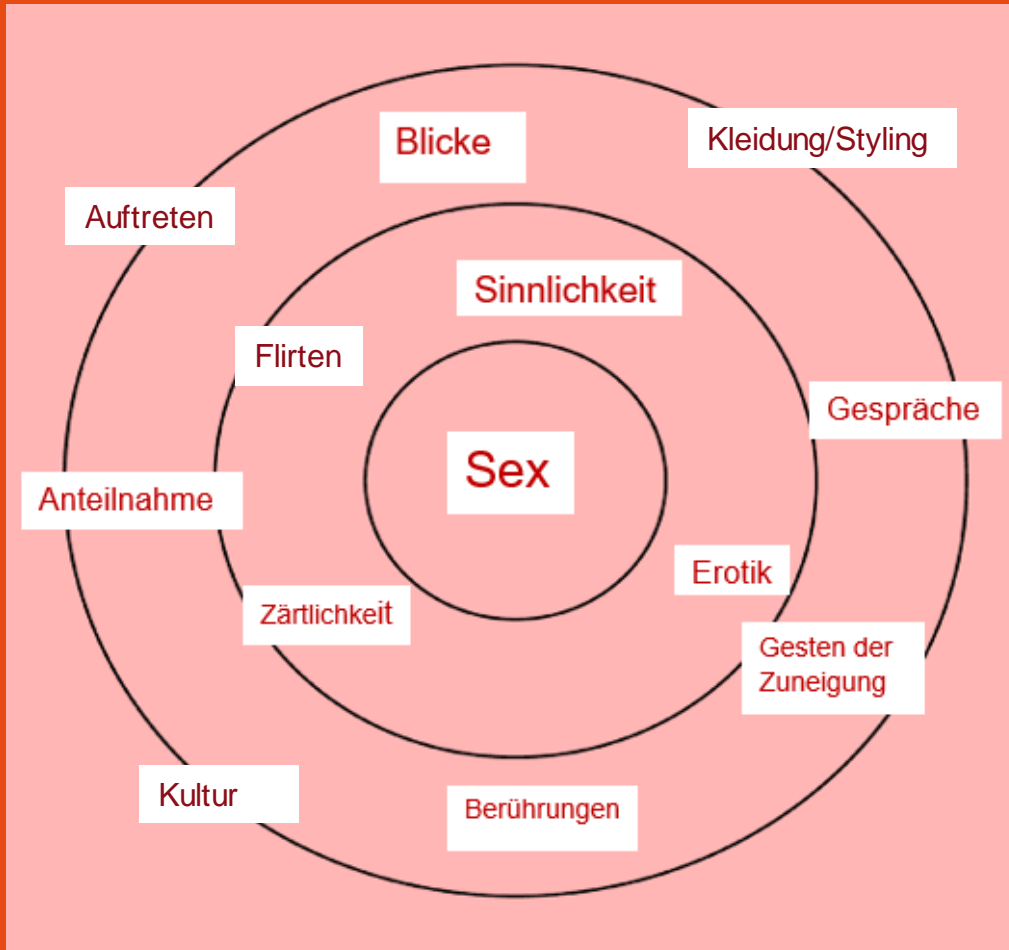 Blicke
Kleidung/Styling
Auftreten
Sinnlichkeit
Flirten
Gespräche
Sex
Anteilnahme
Erotik
Zärtlichkeit
Gesten der
Zuneigung
Kultur
Berührungen